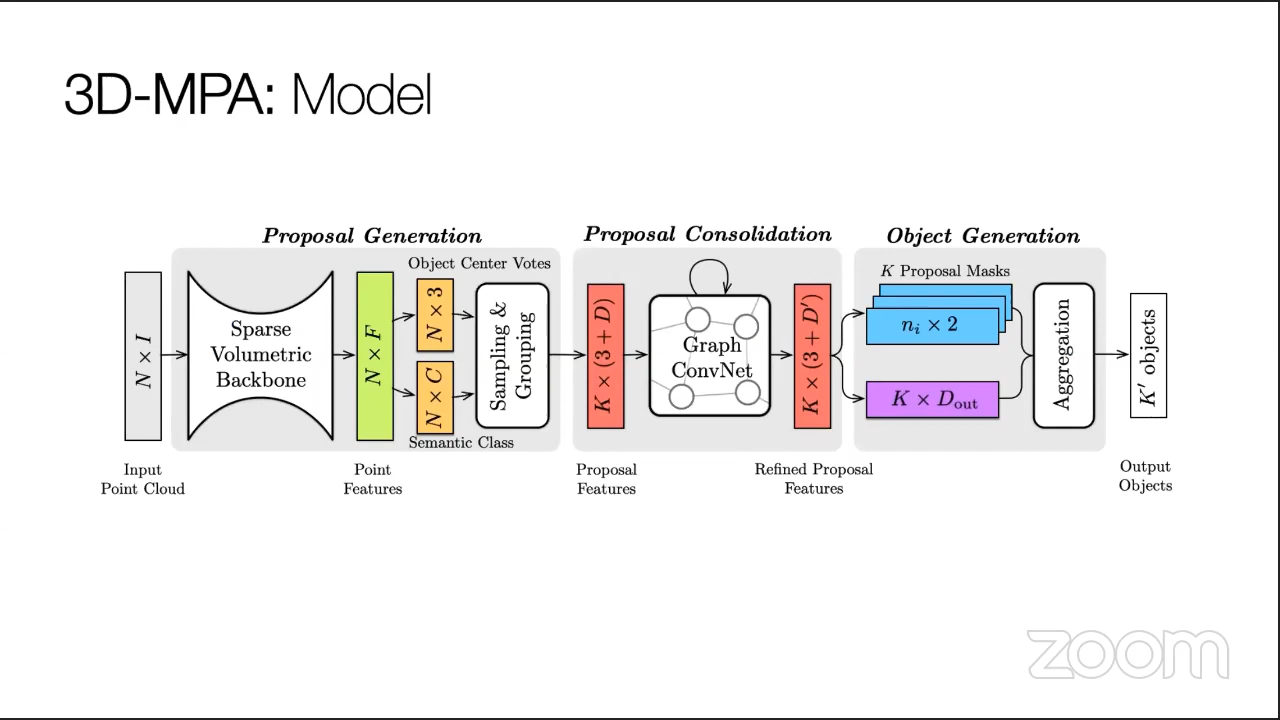 3D-MPA: Model
Proposal Generation
Proposal Consolidation
Object Generation
Object Center Votes
K Proposal Masks
N × I
Sparse
Volumetric
Backbone
N × F
N × 3
N × C
Semantic Class
Sampling &
Grouping
K × (3 + D)
Graph
ConvNet
K × (3 + D′)
nᵢ × 2
K × D_out
Aggregation
K′ objects
Input
Point Cloud
Point
Features
Proposal
Features
Refined Proposal
Features
Output
Objects
zoom